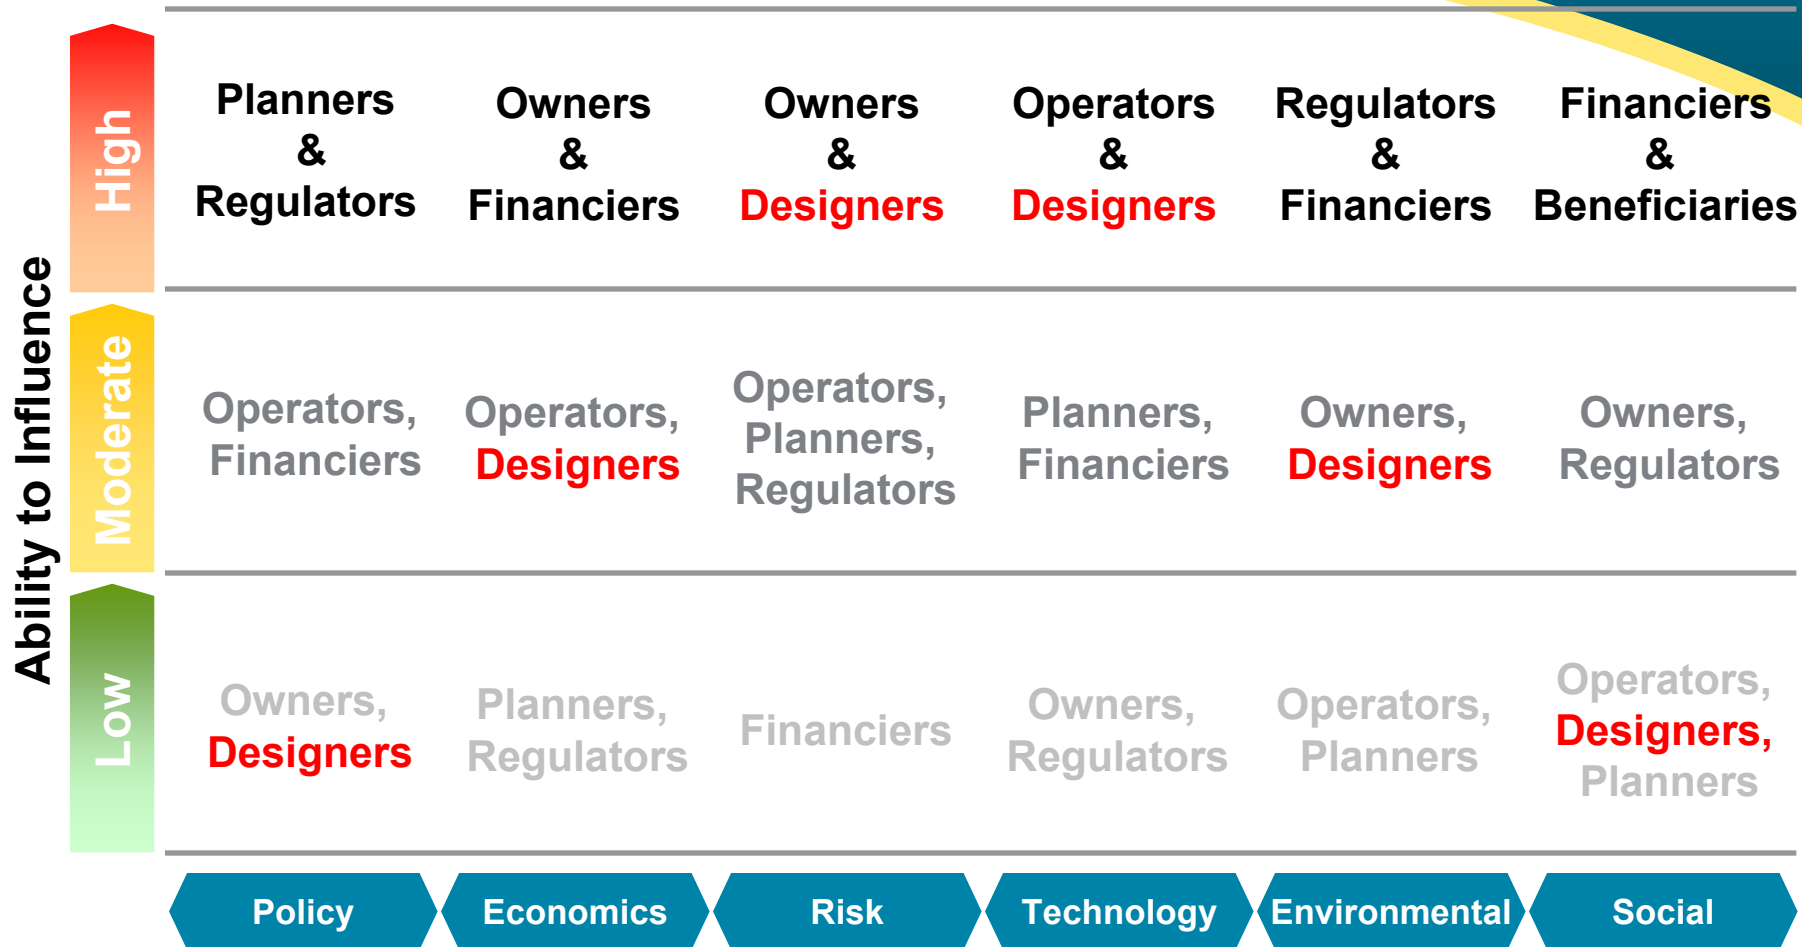 Ability to Influence
High
Planners
&
Regulators
Owners
&
Financiers
Owners
&
Designers
Operators
&
Designers
Regulators
&
Financiers
Financiers
&
Beneficiaries
Moderate
Operators,
Financiers
Operators,
Designers
Operators,
Planners,
Regulators
Planners,
Financiers
Owners,
Designers
Owners,
Regulators
Low
Owners,
Designers
Planners,
Regulators
Financiers
Owners,
Regulators
Operators,
Planners
Operators,
Designers,
Planners
Policy
Economics
Risk
Technology
Environmental
Social